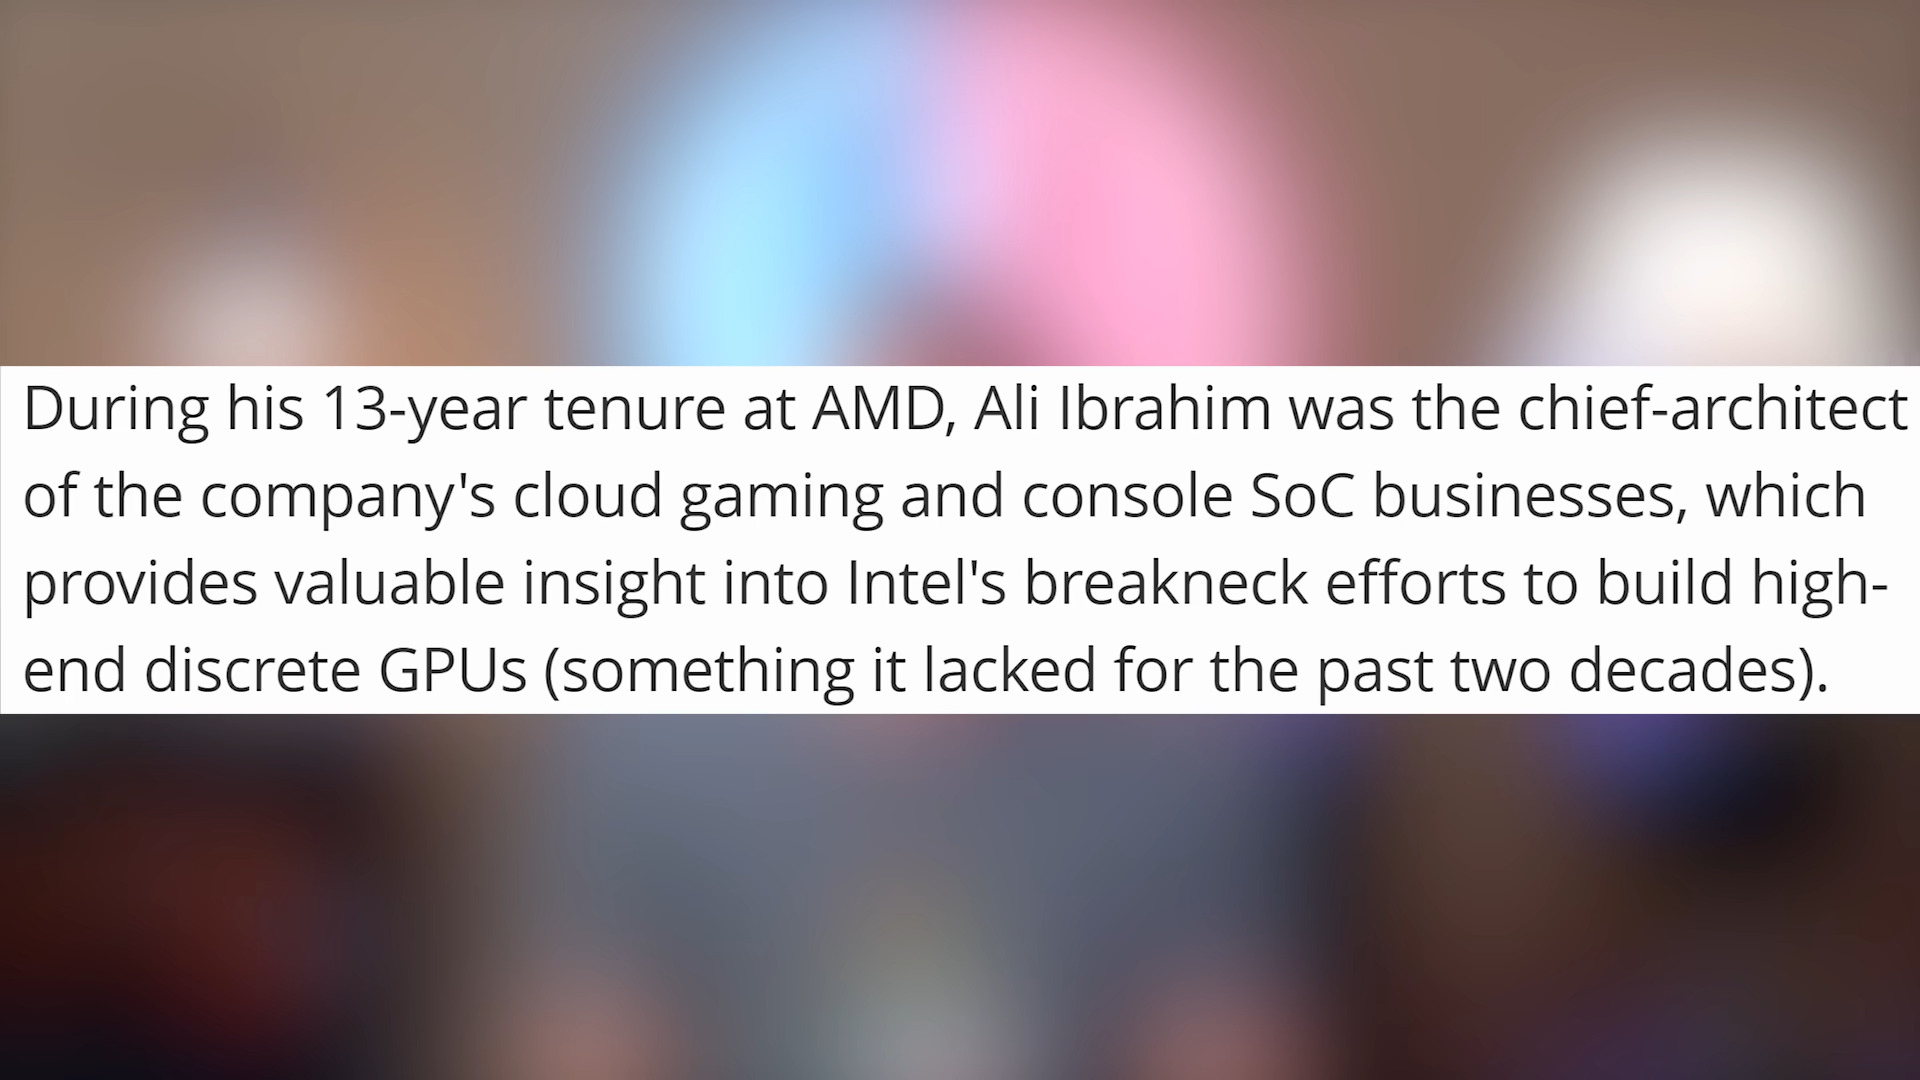 During his 13-year tenure at AMD, Ali Ibrahim was the chief-architect
of the company's cloud gaming and console SoC businesses, which
provides valuable insight into Intel's breakneck efforts to build high-
end discrete GPUs (something it lacked for the past two decades).